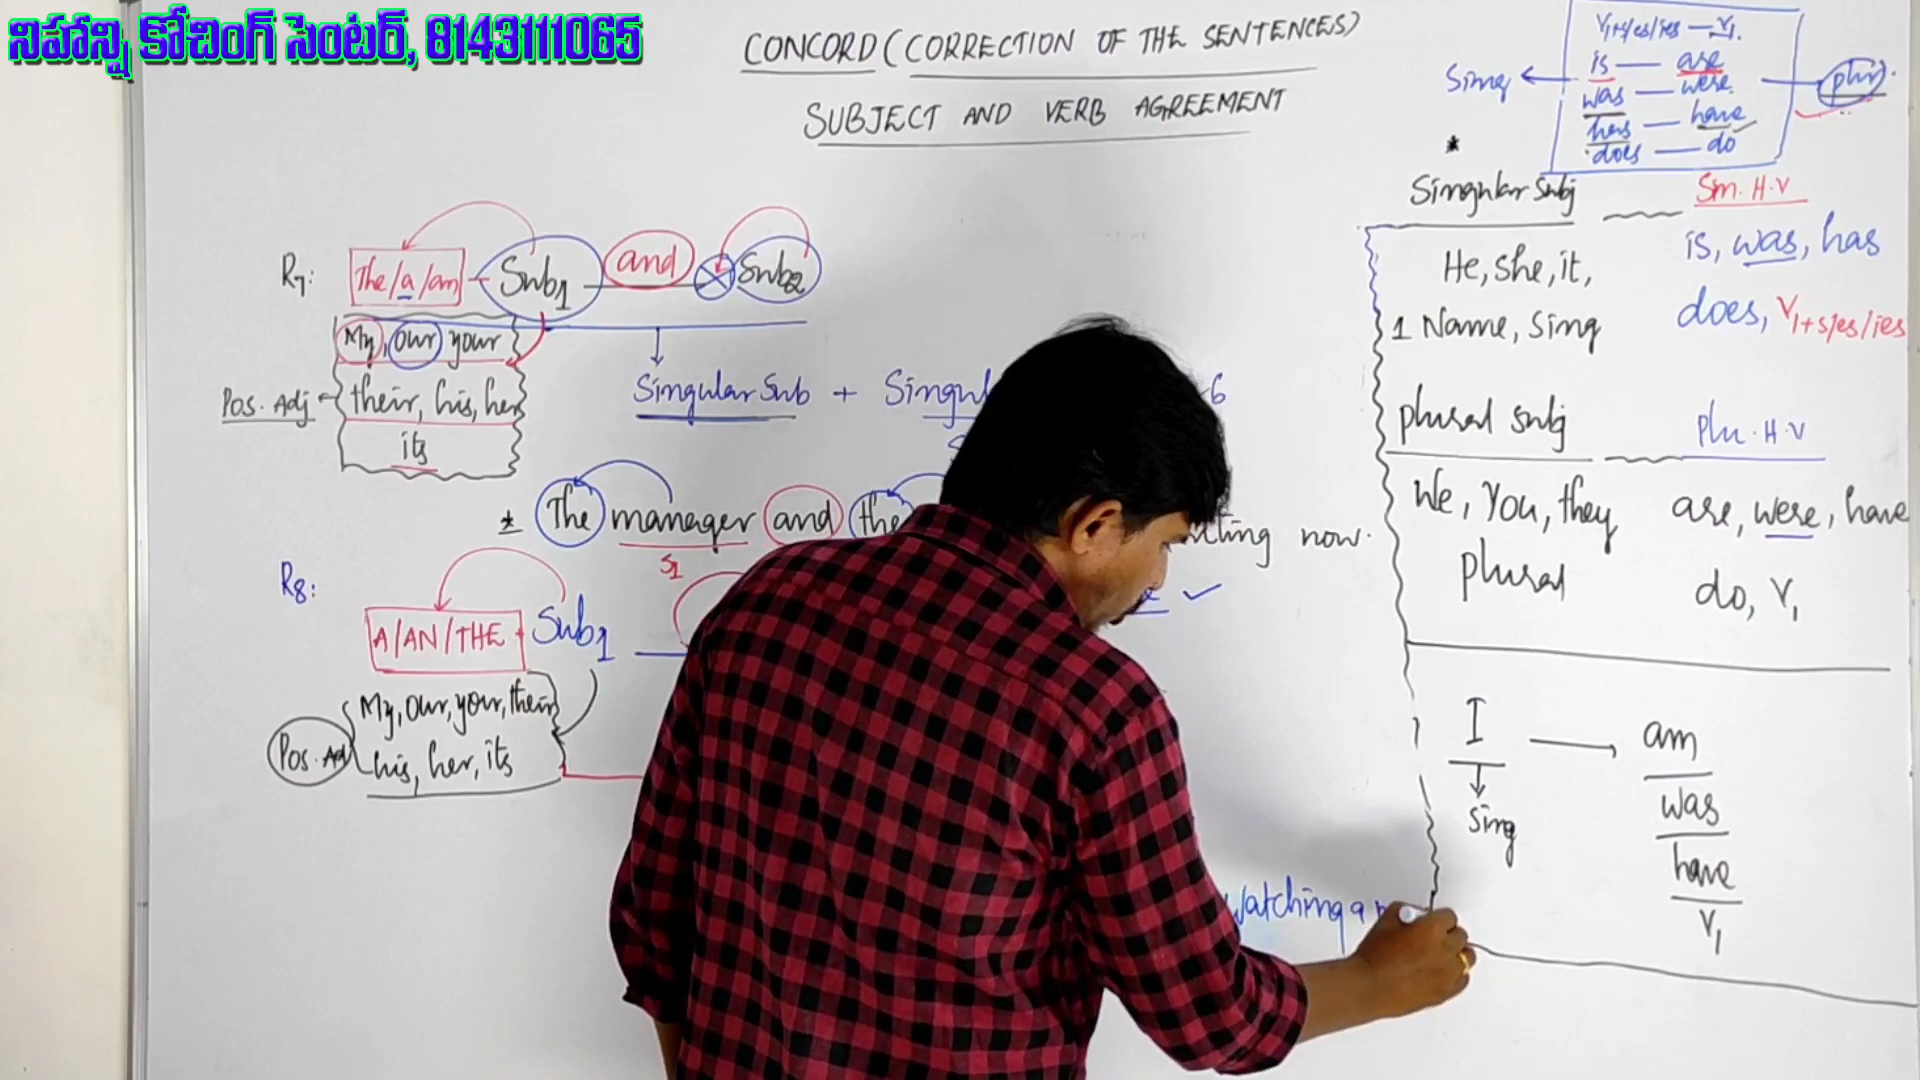 నిహాన్షి కోచింగ్ సెంటర్, 8143111065
CONCORD (CORRECTION OF THE SENTENCES)
SUBJECT AND VERB AGREEMENT
V1+s/es/ies — V1.
is — are
was — were.
has — have
does — do
Sing
R7: The/a/an - Sub1 and Sub2
My, our your
Pos. Adj their, his, her
its
Singular Sub +
* The manager and the
now.
S1
R8:
A/AN/THE Sub1
My, our, your, their
Pos. Adj his, her, its
watching a
* Singular Subj Sin. H.V
He, she, it, is, was, has
1 Name, Sing does, V1+s/es/ies
plural subj Plu. H.V
We, You, they are, were, have
plural do, V1
I am
Sing was
have
V1